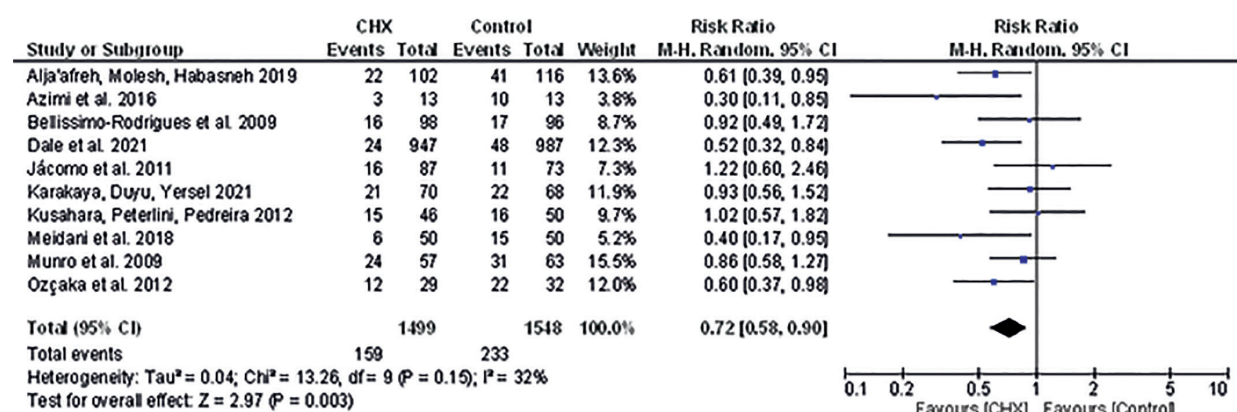 CHX Control Risk Ratio Risk Ratio
Study or Subgroup Events Total Events Total Weight M-H, Random, 95% CI M-H, Random, 95% CI
Alja'afreh, Molesh, Habasneh 2019 22 102 41 116 13.6% 0.61 [0.39, 0.95]
Azimi et al. 2016 3 13 10 13 3.8% 0.30 [0.11, 0.85]
Bellissimo-Rodrigues et al. 2009 16 98 17 96 8.7% 0.92 [0.49, 1.72]
Dale et al. 2021 24 947 48 987 12.3% 0.52 [0.32, 0.84]
Jácomo et al. 2011 16 87 11 73 7.3% 1.22 [0.60, 2.46]
Karakaya, Duyu, Yersel 2021 21 70 22 68 11.9% 0.93 [0.56, 1.52]
Kusahara, Peterlini, Pedreira 2012 15 46 16 50 9.7% 1.02 [0.57, 1.82]
Meidani et al. 2018 6 50 15 50 5.2% 0.40 [0.17, 0.95]
Munro et al. 2009 24 57 31 63 15.5% 0.86 [0.58, 1.27]
Ozçaka et al. 2012 12 29 22 32 12.0% 0.60 [0.37, 0.98]
Total (95% CI) 1499 1548 100.0% 0.72 [0.58, 0.90]
Total events 159 233
Heterogeneity: Tau² = 0.04; Chi² = 13.26, df = 9 (P = 0.15); I² = 32%
Test for overall effect: Z = 2.97 (P = 0.003)
0.1 0.2 0.5 1 2 5 10
Favours [CHX] Favours [Control]